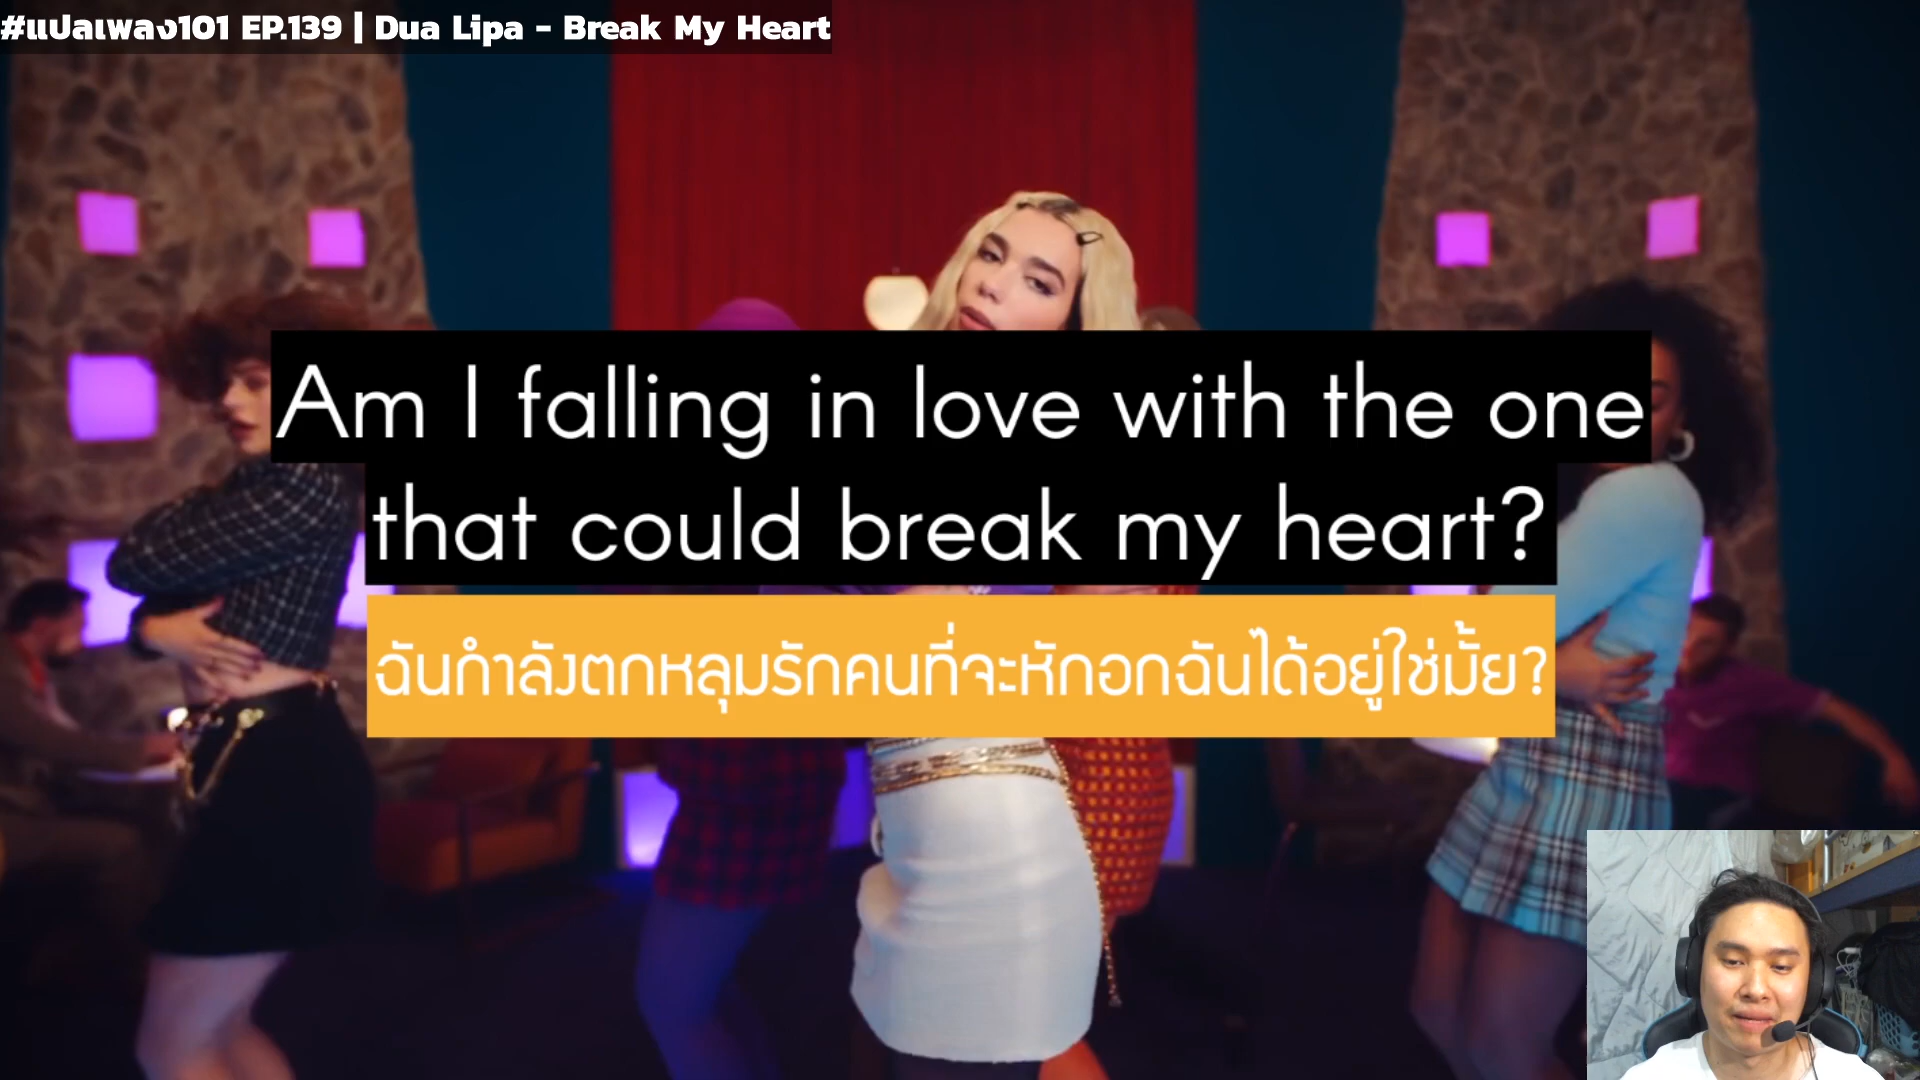 #แปลเพลง101 EP.139 | Dua Lipa - Break My Heart
Am I falling in love with the one
that could break my heart?
ฉันกำลังตกหลุมรักคนที่จะหักอกฉันได้อยู่ใช่มั้ย?